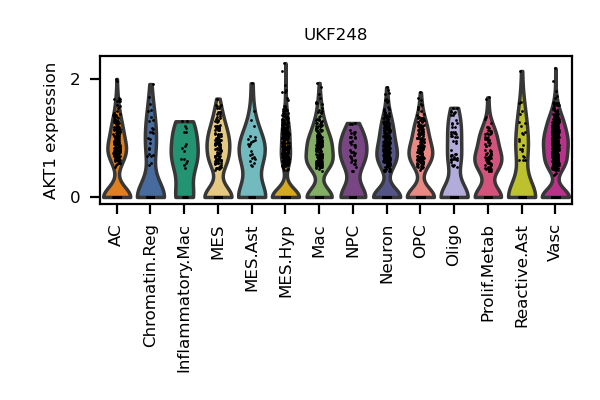 UKF248
AKT1 expression
2
0
AC
Chromatin.Reg
Inflammatory.Mac
MES
MES.Ast
MES.Hyp
Mac
NPC
Neuron
OPC
Oligo
Prolif.Metab
Reactive.Ast
Vasc